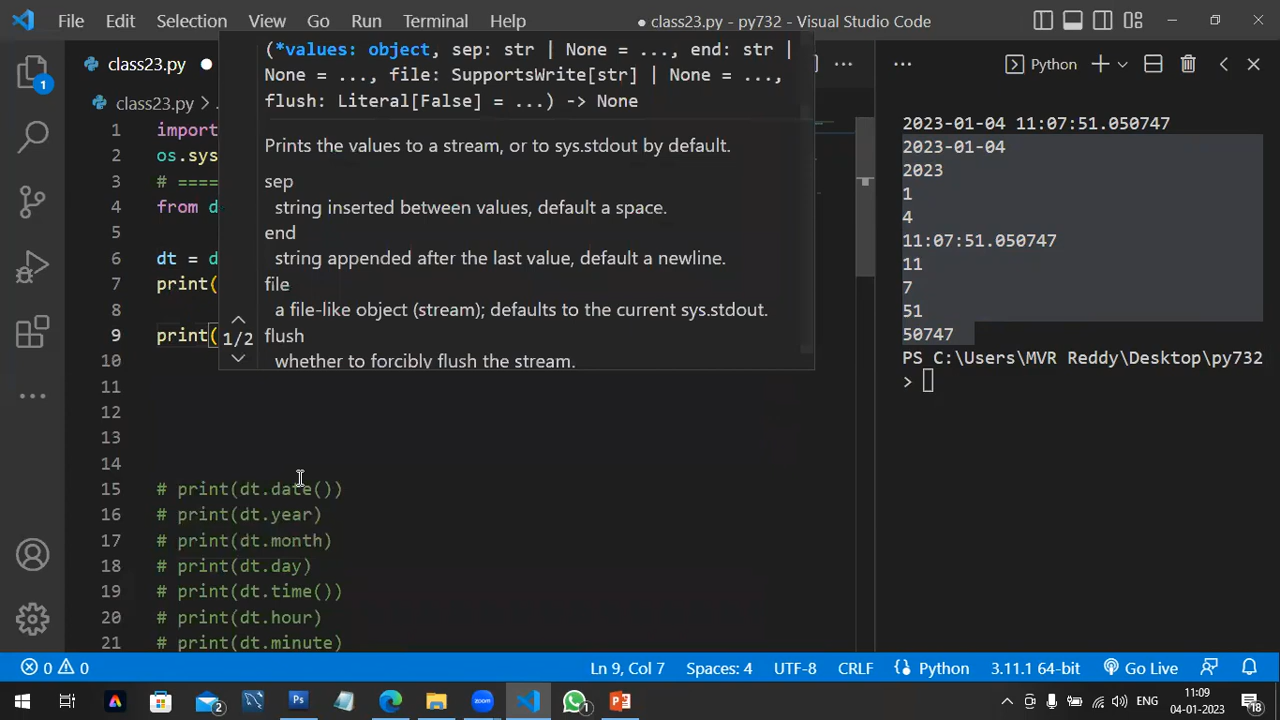 File Edit Selection View Go Run Terminal Help ● class23.py - py732 - Visual Studio Code
class23.py ●
class23.py > .
(*values: object, sep: str | None = ..., end: str |
None = ..., file: SupportsWrite[str] | None = ...,
flush: Literal[False] = ...) -> None
Prints the values to a stream, or to sys.stdout by default.
sep
string inserted between values, default a space.
end
string appended after the last value, default a newline.
file
a file-like object (stream); defaults to the current sys.stdout.
flush
whether to forcibly flush the stream.
1/2
1 import
2 os.sys
3 # ====
4 from d
5
6 dt = d
7 print(
8
9 print(
10
11
12
13
14
15 # print(dt.date())
16 # print(dt.year)
17 # print(dt.month)
18 # print(dt.day)
19 # print(dt.time())
20 # print(dt.hour)
21 # print(dt.minute)
Python
2023-01-04 11:07:51.050747
2023-01-04
2023
1
4
11:07:51.050747
11
7
51
50747
PS C:\Users\MVR Reddy\Desktop\py732
>
1
0 0 Ln 9, Col 7 Spaces: 4 UTF-8 CRLF Python 3.11.1 64-bit Go Live
2 1 ENG 11:09
04-01-2023 18